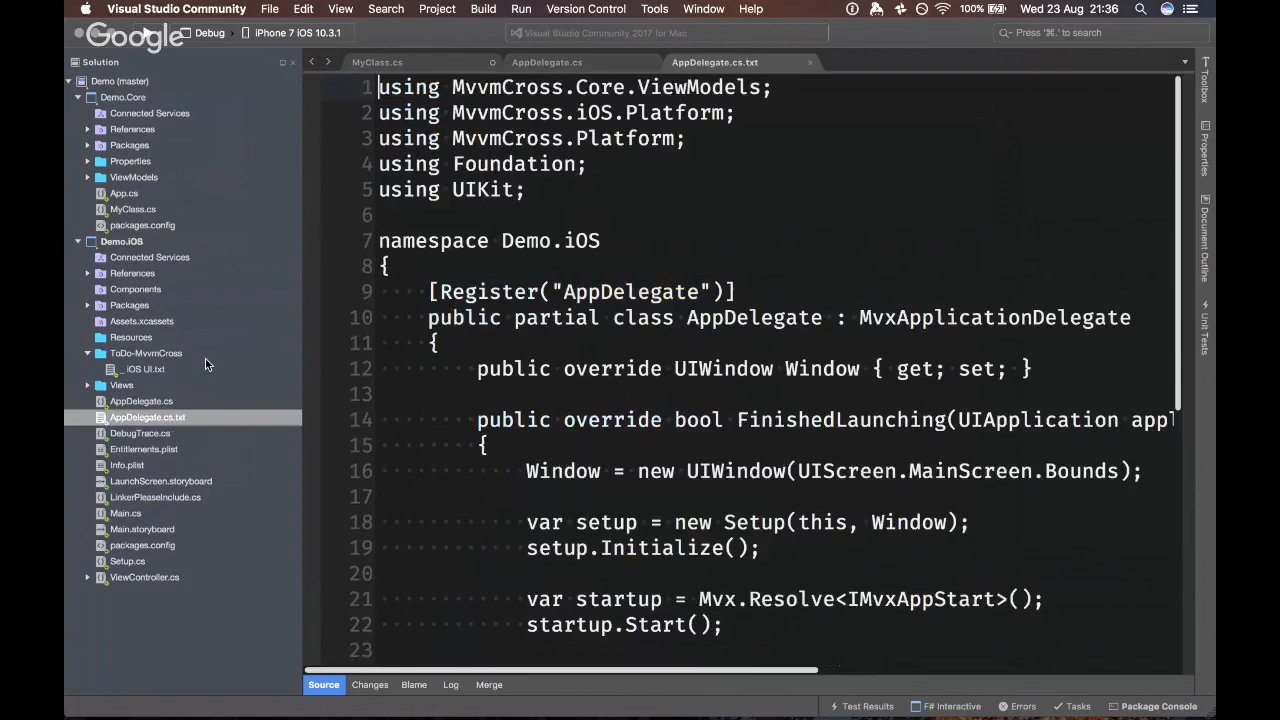 Visual Studio Community File Edit View Search Project Build Run Version Control Tools Window Help 100% Wed 23 Aug 21:36
Google
Debug iPhone 7 iOS 10.3.1 Visual Studio Community 2017 for Mac Press '⌘.' to search
Solution
MyClass.cs AppDelegate.cs AppDelegate.cs.txt
Demo (master)
Demo.Core
Connected Services
References
Packages
Properties
ViewModels
App.cs
MyClass.cs
packages.config
Demo.iOS
Connected Services
References
Components
Packages
Assets.xcassets
Resources
ToDo-MvvmCross
_ iOS UI.txt
Views
AppDelegate.cs
AppDelegate.cs.txt
DebugTrace.cs
Entitlements.plist
Info.plist
LaunchScreen.storyboard
LinkerPleaseInclude.cs
Main.cs
Main.storyboard
packages.config
Setup.cs
ViewController.cs
1 using MvvmCross.Core.ViewModels;
2 using MvvmCross.iOS.Platform;
3 using MvvmCross.Platform;
4 using Foundation;
5 using UIKit;
6
7 namespace Demo.iOS
8 {
9 [Register("AppDelegate")]
10 public partial class AppDelegate : MvxApplicationDelegate
11 {
12 public override UIWindow Window { get; set; }
13
14 public override bool FinishedLaunching(UIApplication appl
15 {
16 Window = new UIWindow(UIScreen.MainScreen.Bounds);
17
18 var setup = new Setup(this, Window);
19 setup.Initialize();
20
21 var startup = Mvx.Resolve<IMvxAppStart>();
22 startup.Start();
23
Toolbox
Properties
Document Outline
Unit Tests
Source Changes Blame Log Merge
Test Results F# Interactive Errors Tasks Package Console